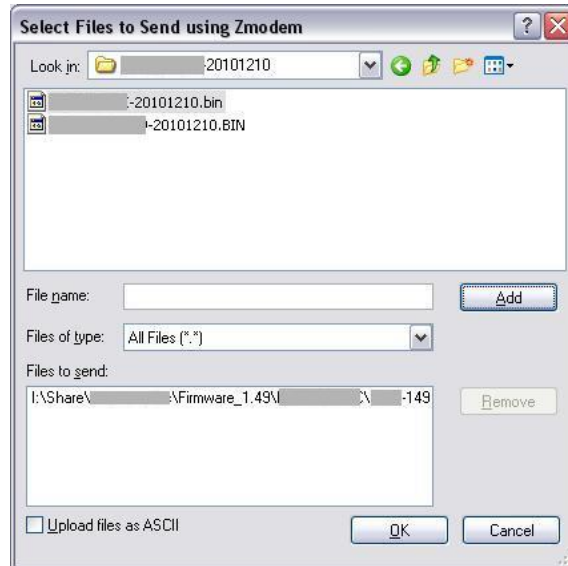 Select Files to Send using Zmodem
Look in: -20101210
-20101210.bin
-20101210.BIN
File name:
Add
Files of type: All Files (*.*)
Files to send:
I:\Share\ :\Firmware_1.49\ \ -149
Remove
Upload files as ASCII
OK
Cancel